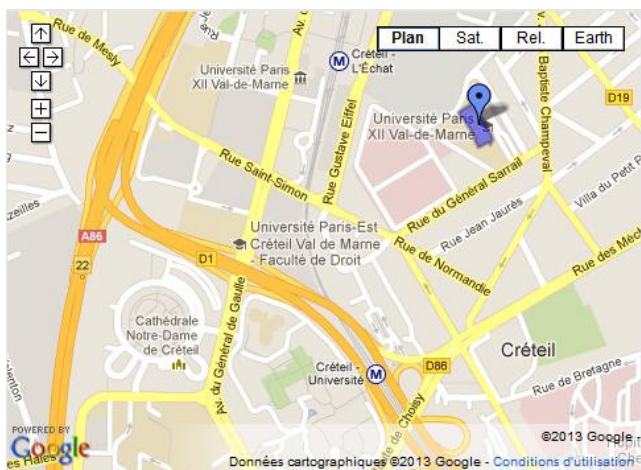 Plan
Sat.
Rel.
Earth
Rue de Mesly
Créteil -
L'Échat
Université Paris
XII Val-de-Marne
Université Paris
XII Val-de-Marne
Baptiste Champeval
D19
Rue Gustave Eiffel
Rue Saint-Simon
Rue du Général Sarrail
Villa du Petit
Rue Jean Jaurès
Université Paris-Est
Créteil Val de Marne
- Faculté de Droit
Rue de Normandie
A86
22
D1
Rue des
Av. du Général de Gaulle
Cathédrale
Notre-Dame
de Créteil
Créteil -
Université
D86
Créteil
Rue de Bretagne
de Choisy
POWERED BY
Google
©2013 Google -
Données cartographiques ©2013 Google - Conditions d'utilisation